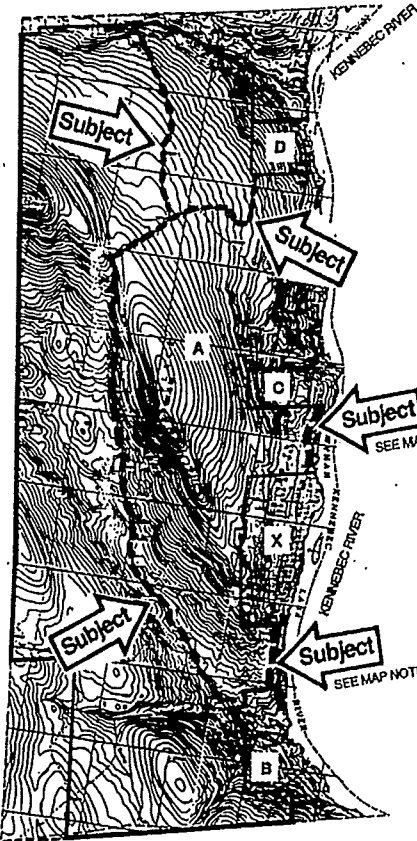 KENNEBEC RIVER
Subject
D
Subject
A
C
Subject
SEE MA
X
KENNEBEC RIVER
Subject
Subject
SEE MAP NOT
B